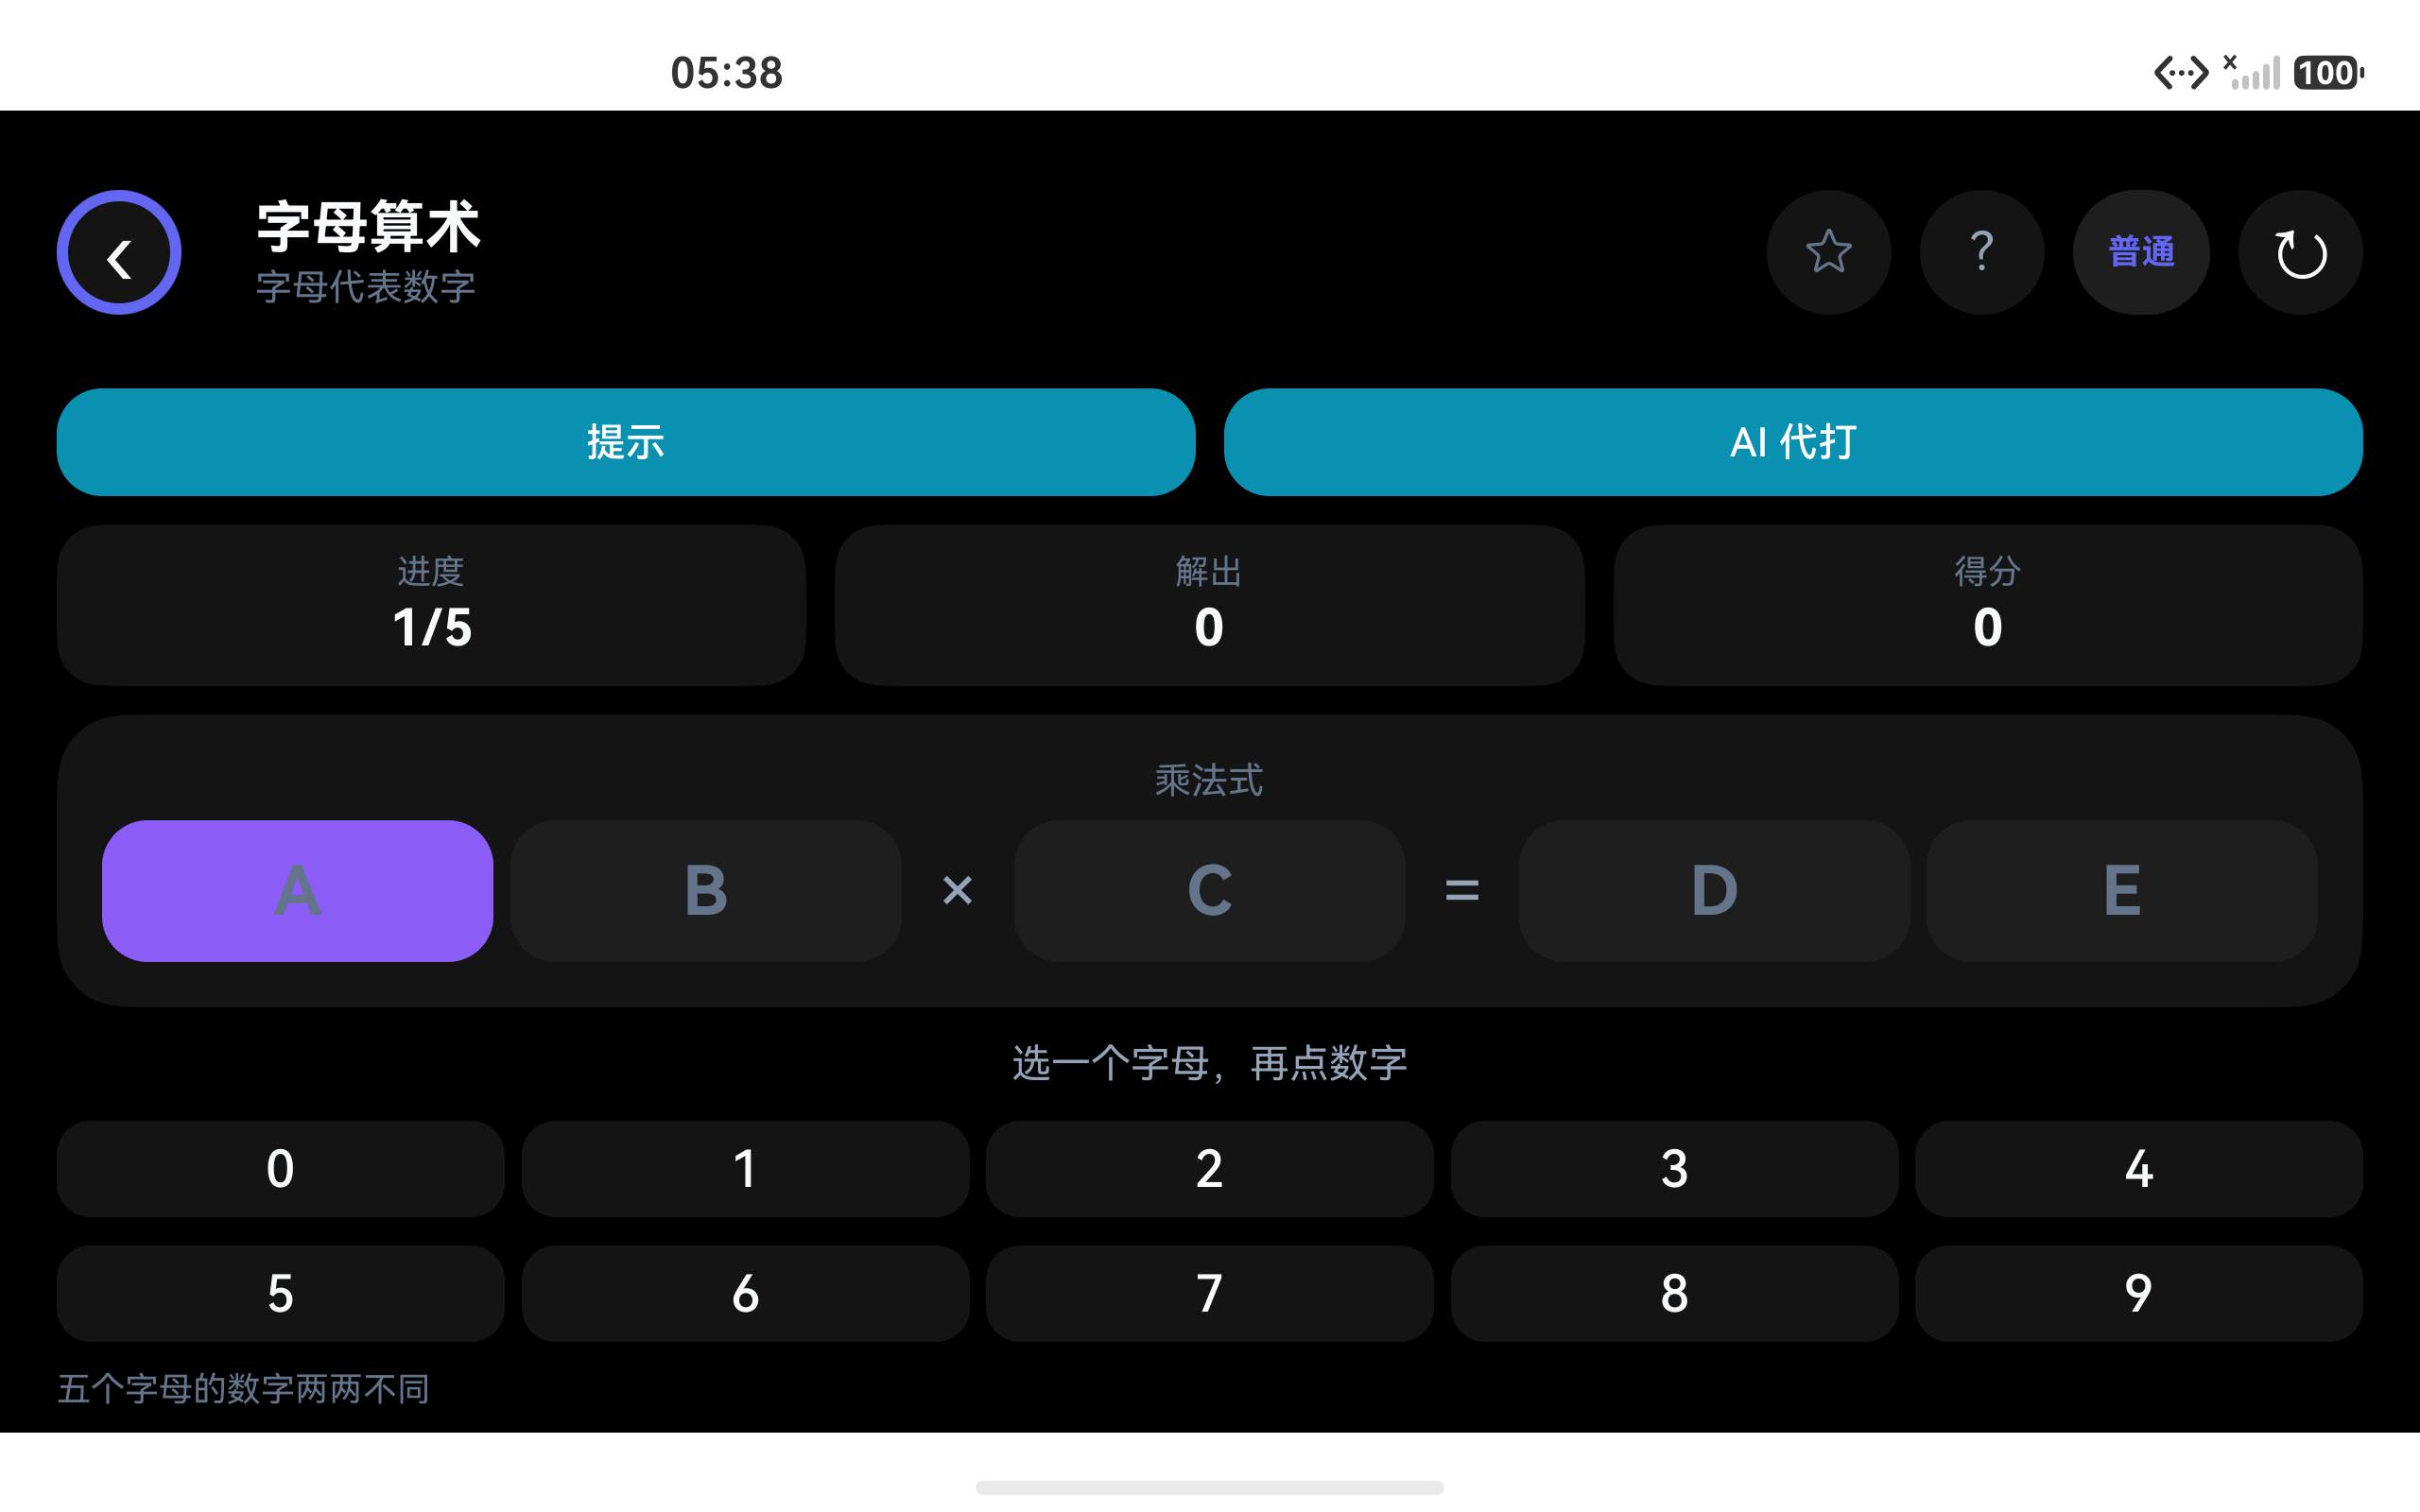 05:38
100
字母算术
字母代表数字
?
普通
提示
AI 代打
进度
1/5
解出
0
得分
0
乘法式
A B × C = D E
选一个字母，再点数字
0 1 2 3 4
5 6 7 8 9
五个字母的数字两两不同